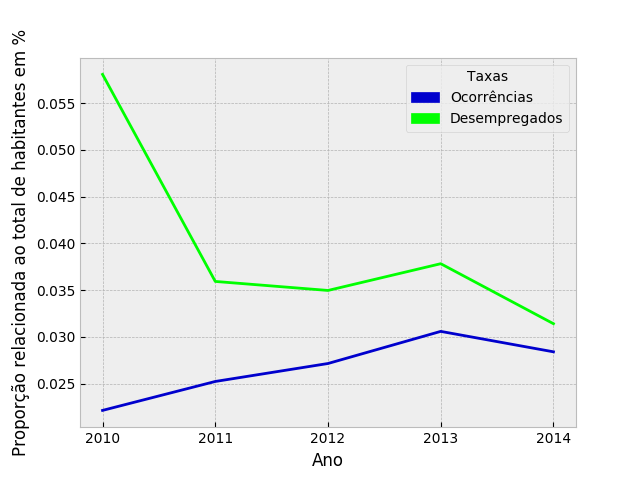 Proporção relacionada ao total de habitantes em %
Taxas
Ocorrências
Desempregados
0.055
0.050
0.045
0.040
0.035
0.030
0.025
2010 2011 2012 2013 2014
Ano